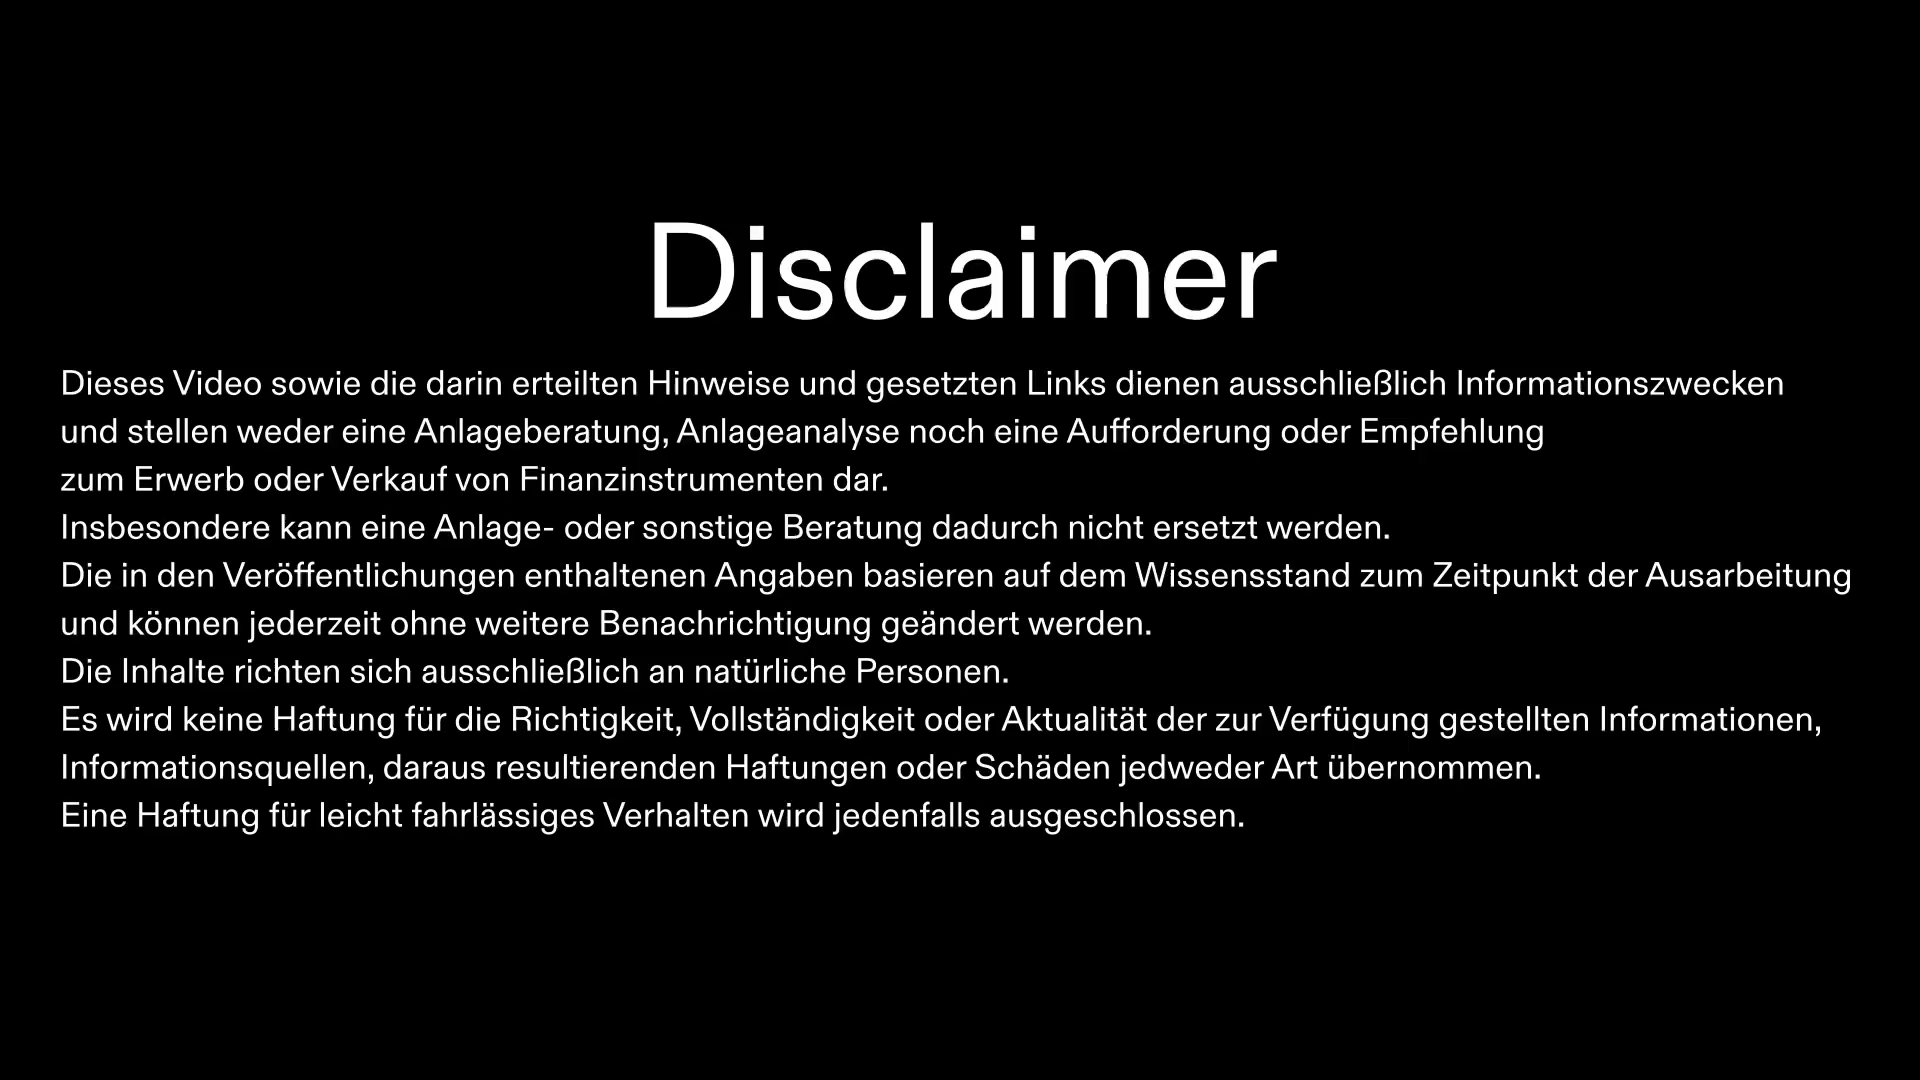 Disclaimer
Dieses Video sowie die darin erteilten Hinweise und gesetzten Links dienen ausschließlich Informationszwecken
und stellen weder eine Anlageberatung, Anlageanalyse noch eine Aufforderung oder Empfehlung
zum Erwerb oder Verkauf von Finanzinstrumenten dar.
Insbesondere kann eine Anlage- oder sonstige Beratung dadurch nicht ersetzt werden.
Die in den Veröffentlichungen enthaltenen Angaben basieren auf dem Wissensstand zum Zeitpunkt der Ausarbeitung
und können jederzeit ohne weitere Benachrichtigung geändert werden.
Die Inhalte richten sich ausschließlich an natürliche Personen.
Es wird keine Haftung für die Richtigkeit, Vollständigkeit oder Aktualität der zur Verfügung gestellten Informationen,
Informationsquellen, daraus resultierenden Haftungen oder Schäden jedweder Art übernommen.
Eine Haftung für leicht fahrlässiges Verhalten wird jedenfalls ausgeschlossen.